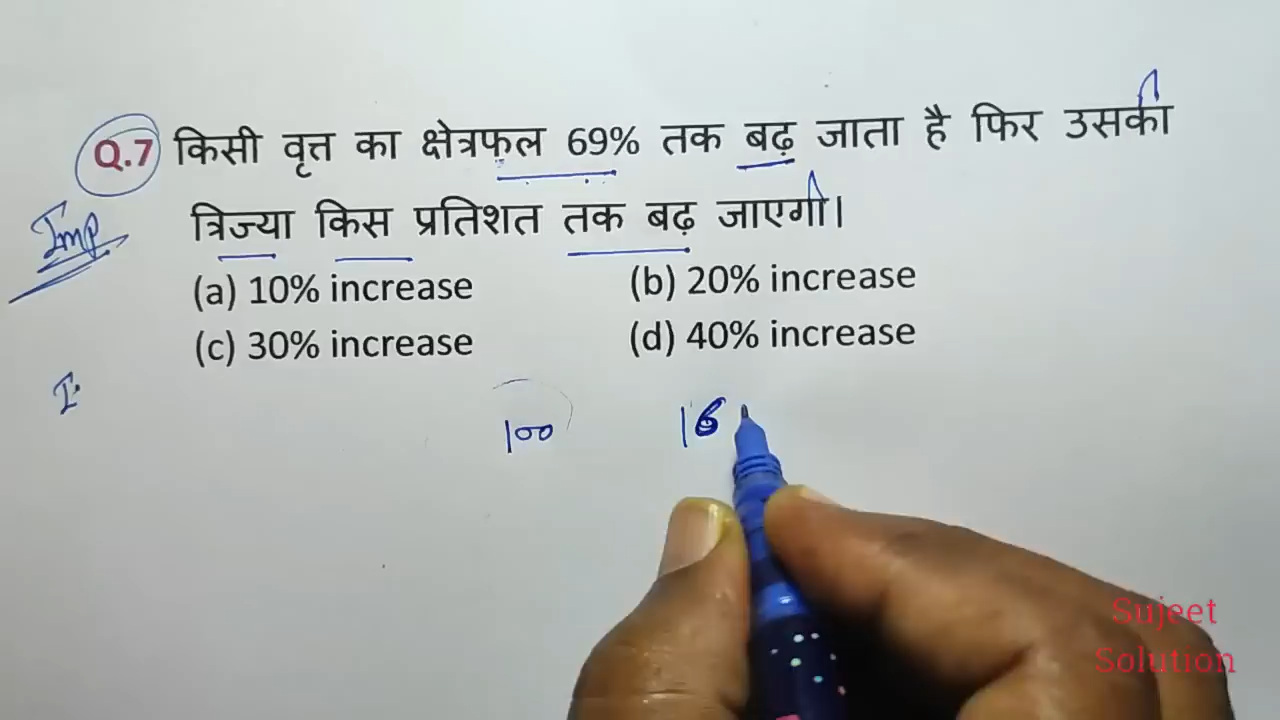 Q.7 किसी वृत्त का क्षेत्रफल 69% तक बढ़ जाता है फिर उसकी
Imp
त्रिज्या किस प्रतिशत तक बढ़ जाएगी।
(a) 10% increase (b) 20% increase
(c) 30% increase (d) 40% increase
I.
100 16
Sujeet
Solution